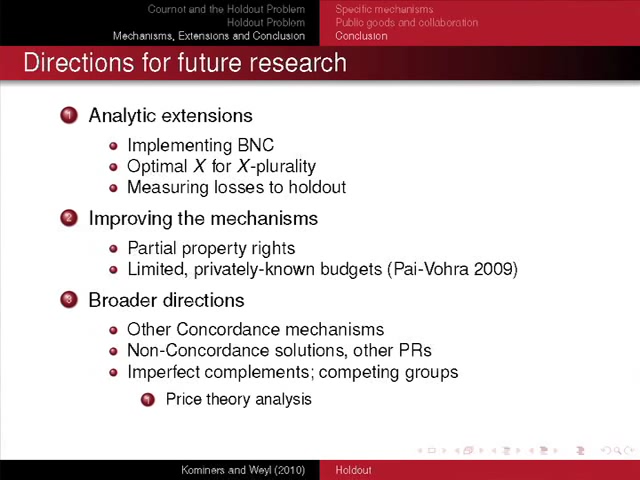 Cournot and the Holdout Problem
Holdout Problem
Mechanisms, Extensions and Conclusion
Specific mechanisms
Public goods and collaboration
Conclusion
Directions for future research
1 Analytic extensions
Implementing BNC
Optimal X for X-plurality
Measuring losses to holdout
2 Improving the mechanisms
Partial property rights
Limited, privately-known budgets (Pai-Vohra 2009)
3 Broader directions
Other Concordance mechanisms
Non-Concordance solutions, other PRs
Imperfect complements; competing groups
1 Price theory analysis
Kominers and Weyl (2010)
Holdout